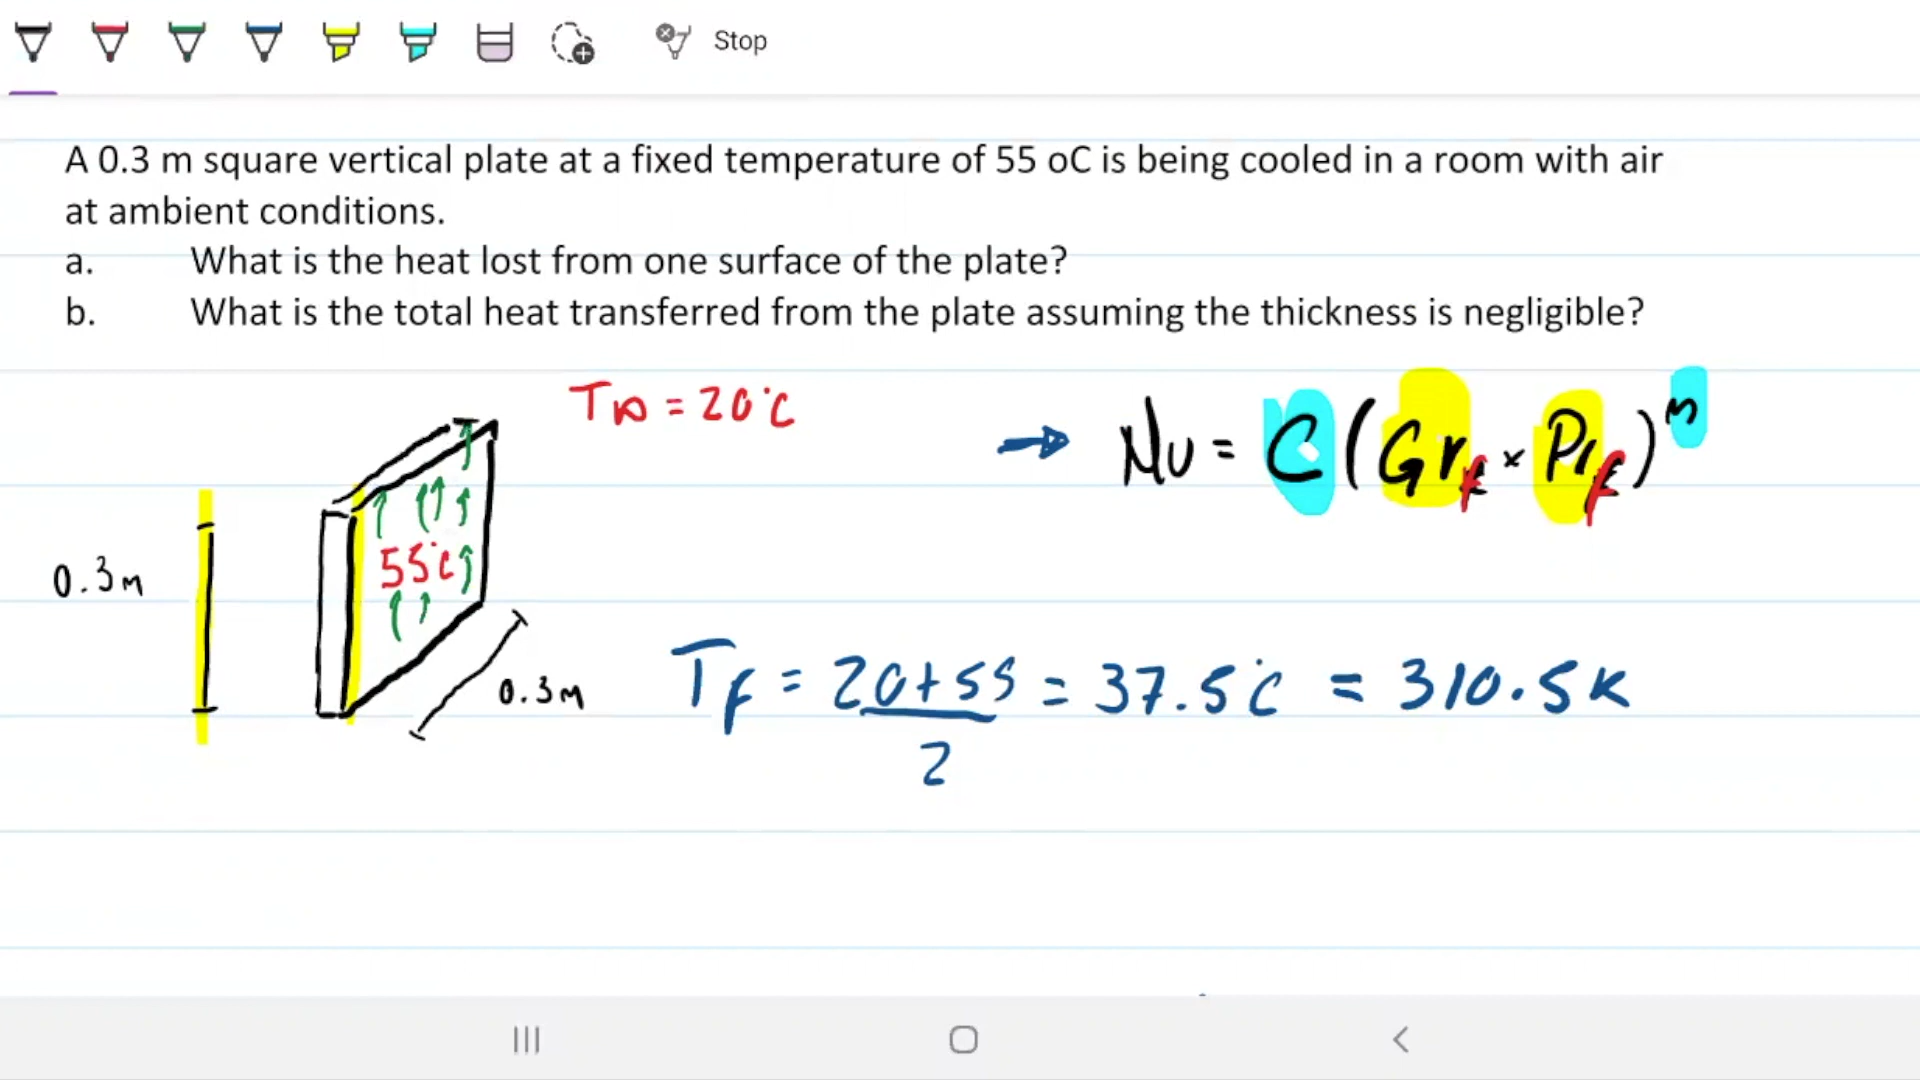 Stop
A 0.3 m square vertical plate at a fixed temperature of 55 oC is being cooled in a room with air
at ambient conditions.
a. What is the heat lost from one surface of the plate?
b. What is the total heat transferred from the plate assuming the thickness is negligible?
T∞ = 20°C
Nu = C (Grf × Prf)^m
55°C
0.3m
0.3m
Tf = 20+55 / 2 = 37.5°C = 310.5K